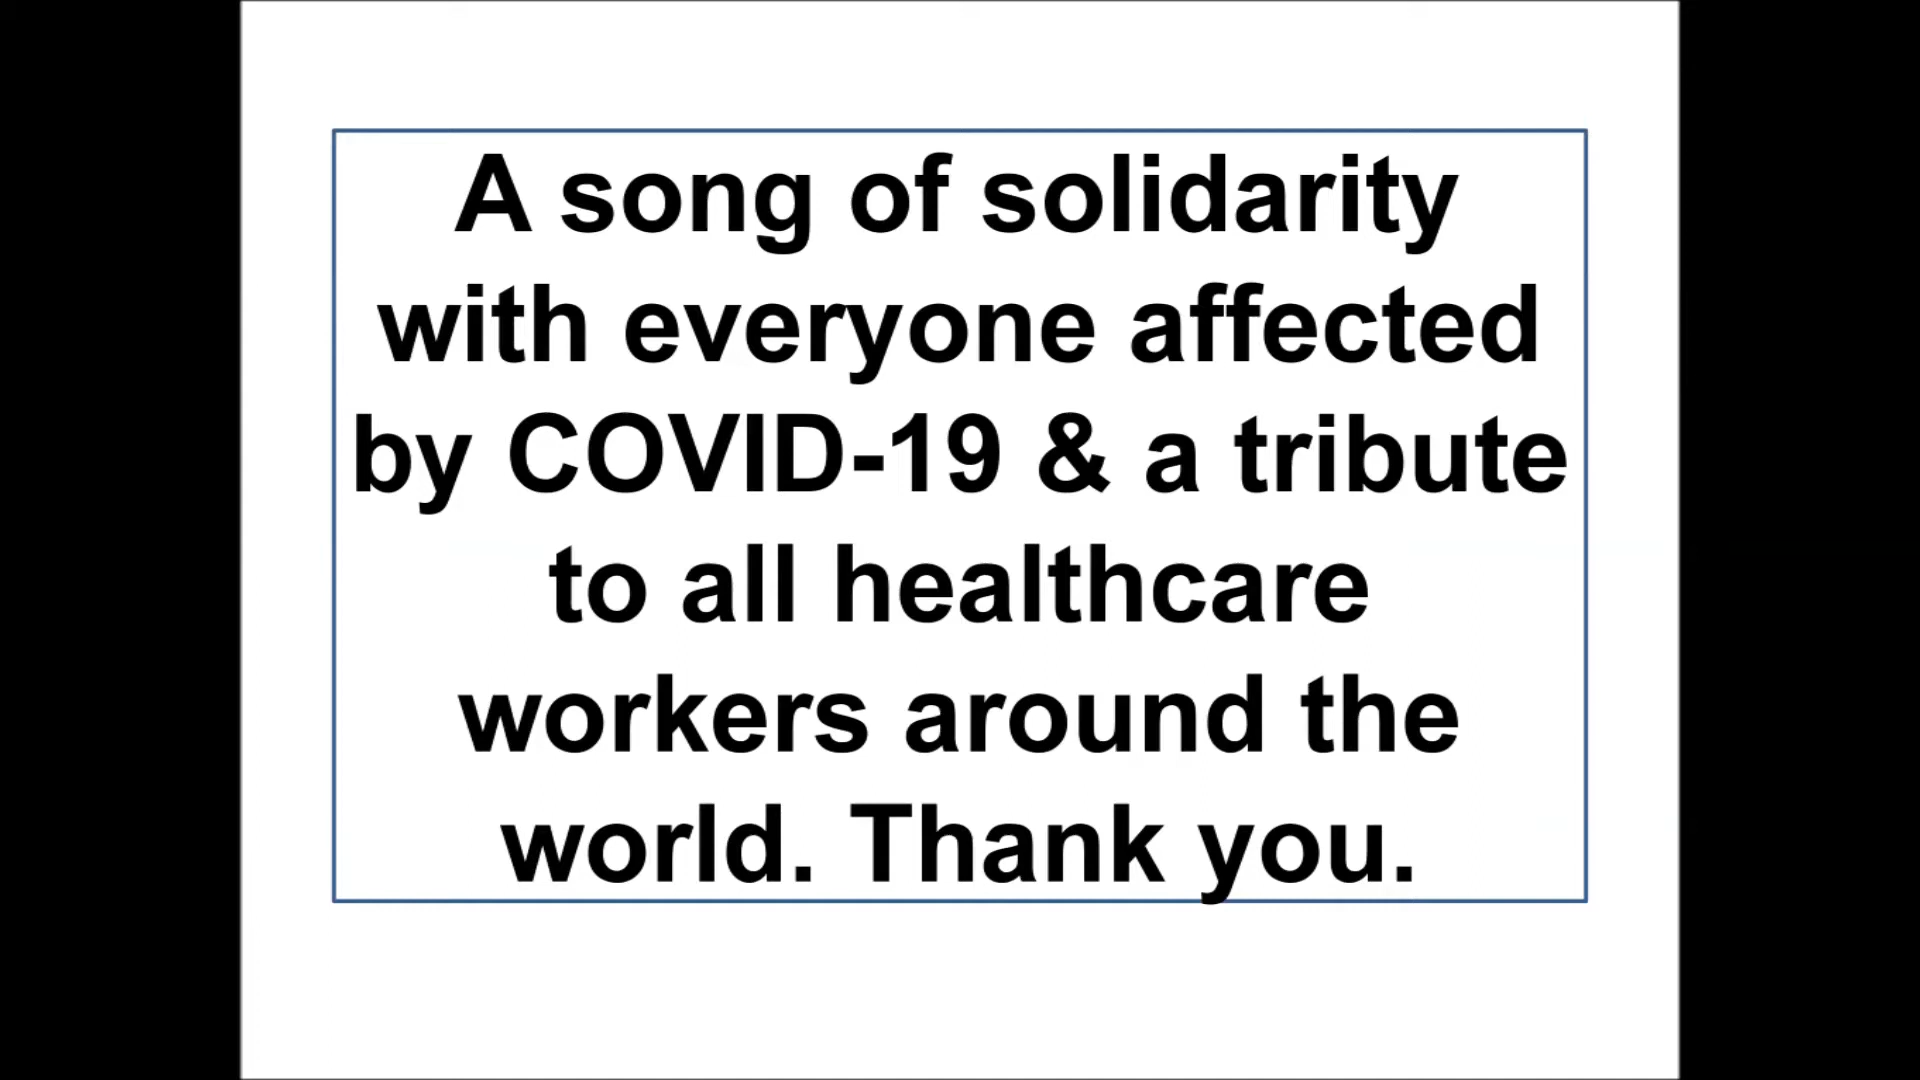 A song of solidarity
with everyone affected
by COVID-19 & a tribute
to all healthcare
workers around the
world. Thank you.